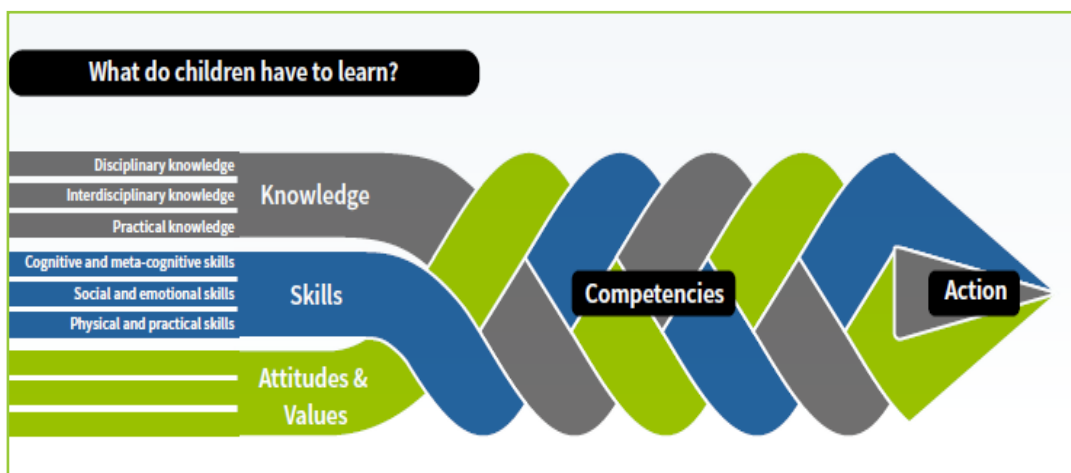 What do children have to learn?
Disciplinary knowledge
Interdisciplinary knowledge
Practical knowledge
Knowledge
Cognitive and meta-cognitive skills
Social and emotional skills
Physical and practical skills
Skills
Attitudes &
Values
Competencies
Action